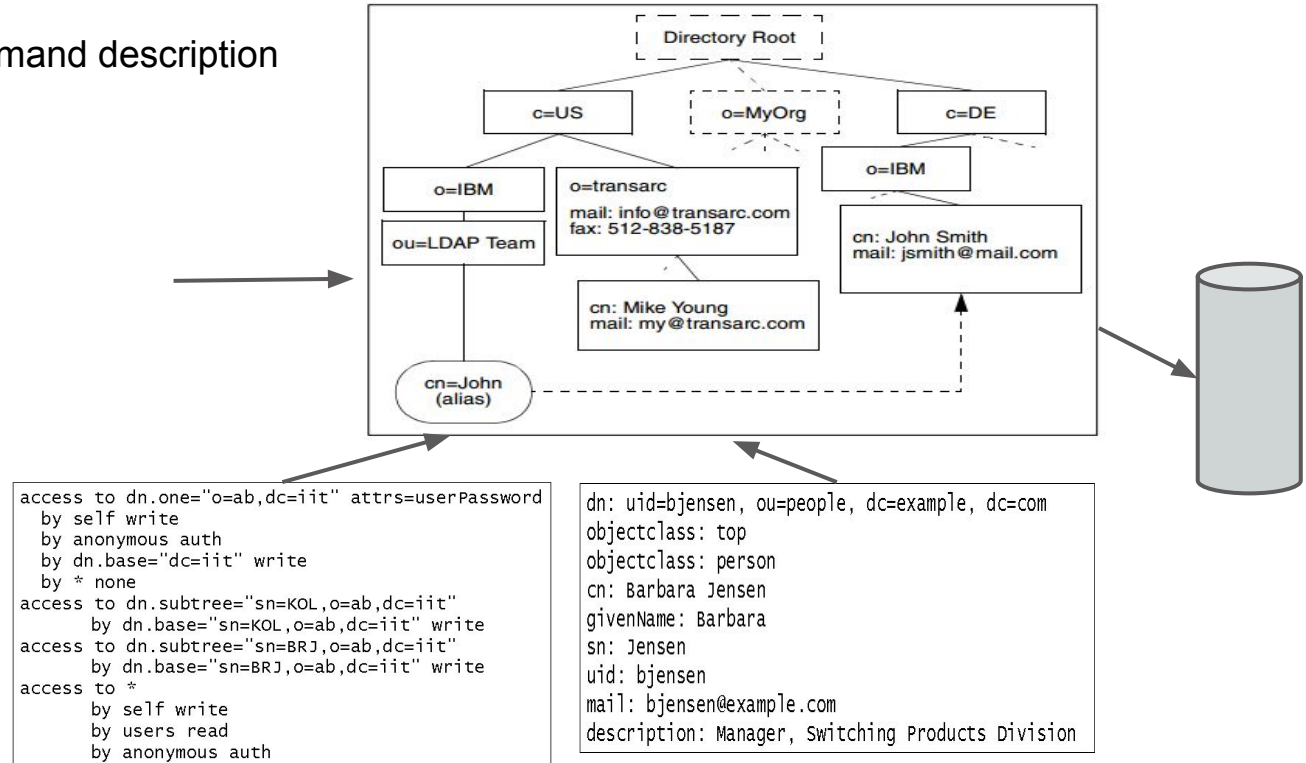 mand description
Directory Root
c=US
o=MyOrg
c=DE
o=IBM
o=transarc
mail: info@transarc.com
fax: 512-838-5187
o=IBM
ou=LDAP Team
cn: John Smith
mail: jsmith@mail.com
cn: Mike Young
mail: my@transarc.com
cn=John
(alias)
access to dn.one="o=ab,dc=iit" attrs=userPassword
by self write
by anonymous auth
by dn.base="dc=iit" write
by * none
access to dn.subtree="sn=KOL,o=ab,dc=iit"
by dn.base="sn=KOL,o=ab,dc=iit" write
access to dn.subtree="sn=BRJ,o=ab,dc=iit"
by dn.base="sn=BRJ,o=ab,dc=iit" write
access to *
by self write
by users read
by anonymous auth
dn: uid=bjensen, ou=people, dc=example, dc=com
objectclass: top
objectclass: person
cn: Barbara Jensen
givenName: Barbara
sn: Jensen
uid: bjensen
mail: bjensen@example.com
description: Manager, Switching Products Division